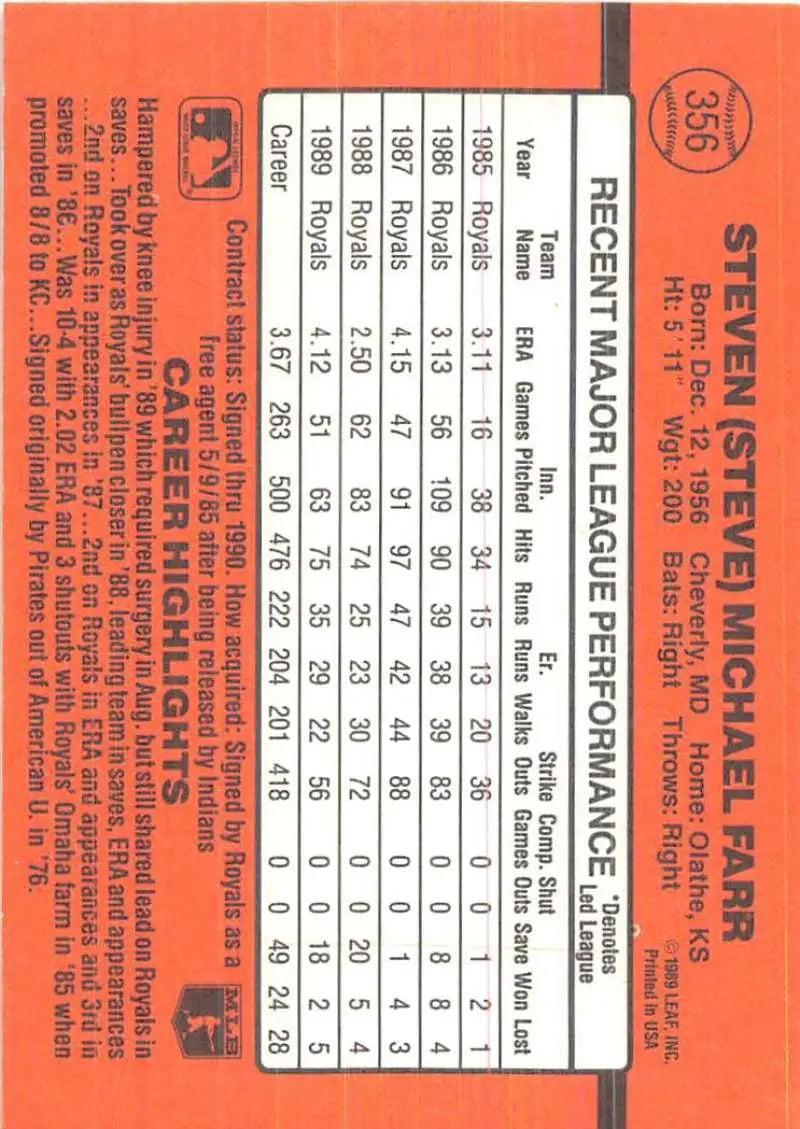 356
STEVEN (STEVE) MICHAEL FARR
Born: Dec. 12, 1956 Cheverly, MD Home: Olathe, KS
Ht: 5' 11" Wgt: 200 Bats: Right Throws: Right
© 1989 LEAF, INC.
Printed in USA
RECENT MAJOR LEAGUE PERFORMANCE
*Denotes
Led League
Team Inn. Er. Strike Comp. Shut
Year Name ERA Games Pitched Hits Runs Runs Walks Outs Games Outs Save Won Lost
1985 Royals 3.11 16 38 34 15 13 20 36 0 0 1 2 1
1986 Royals 3.13 56 109 90 39 38 39 83 0 0 8 8 4
1987 Royals 4.15 47 91 97 47 42 44 88 0 0 1 4 3
1988 Royals 2.50 62 83 74 25 23 30 72 0 0 20 5 4
1989 Royals 4.12 51 63 75 35 29 22 56 0 0 18 2 5
Career 3.67 263 500 476 222 204 201 418 0 0 49 24 28
MLB
Contract status: Signed thru 1990. How acquired: Signed by Royals as a
free agent 5/9/85 after being released by Indians
CAREER HIGHLIGHTS
Hampered by knee injury in '89 which required surgery in Aug. but still shared lead on Royals in
saves...Took over as Royals' bullpen closer in '88, leading team in saves, ERA and appearances
...2nd on Royals in appearances in '87...2nd on Royals in ERA and appearances and 3rd in
saves in '86...Was 10-4 with 2.02 ERA and 3 shutouts with Royals' Omaha farm in '85 when
promoted 8/8 to KC...Signed originally by Pirates out of American U. in '76.